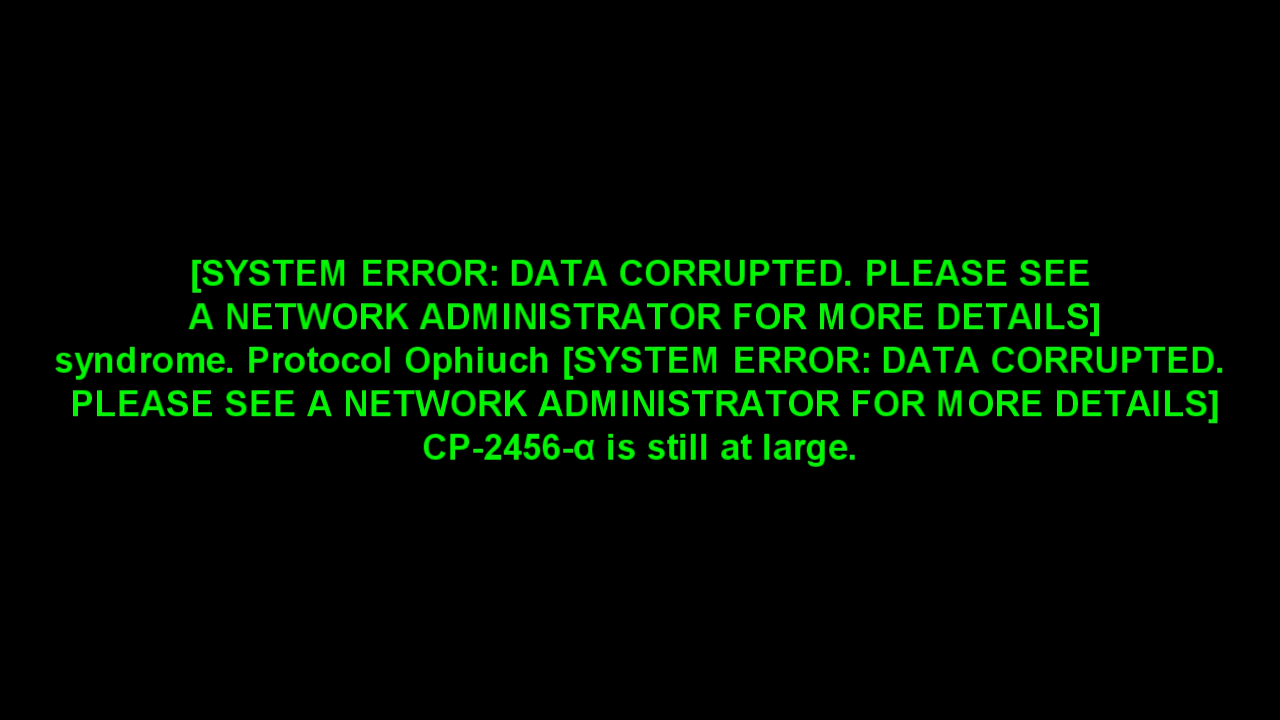 [SYSTEM ERROR: DATA CORRUPTED. PLEASE SEE
A NETWORK ADMINISTRATOR FOR MORE DETAILS]
syndrome. Protocol Ophiuch [SYSTEM ERROR: DATA CORRUPTED.
PLEASE SEE A NETWORK ADMINISTRATOR FOR MORE DETAILS]
CP-2456-α is still at large.